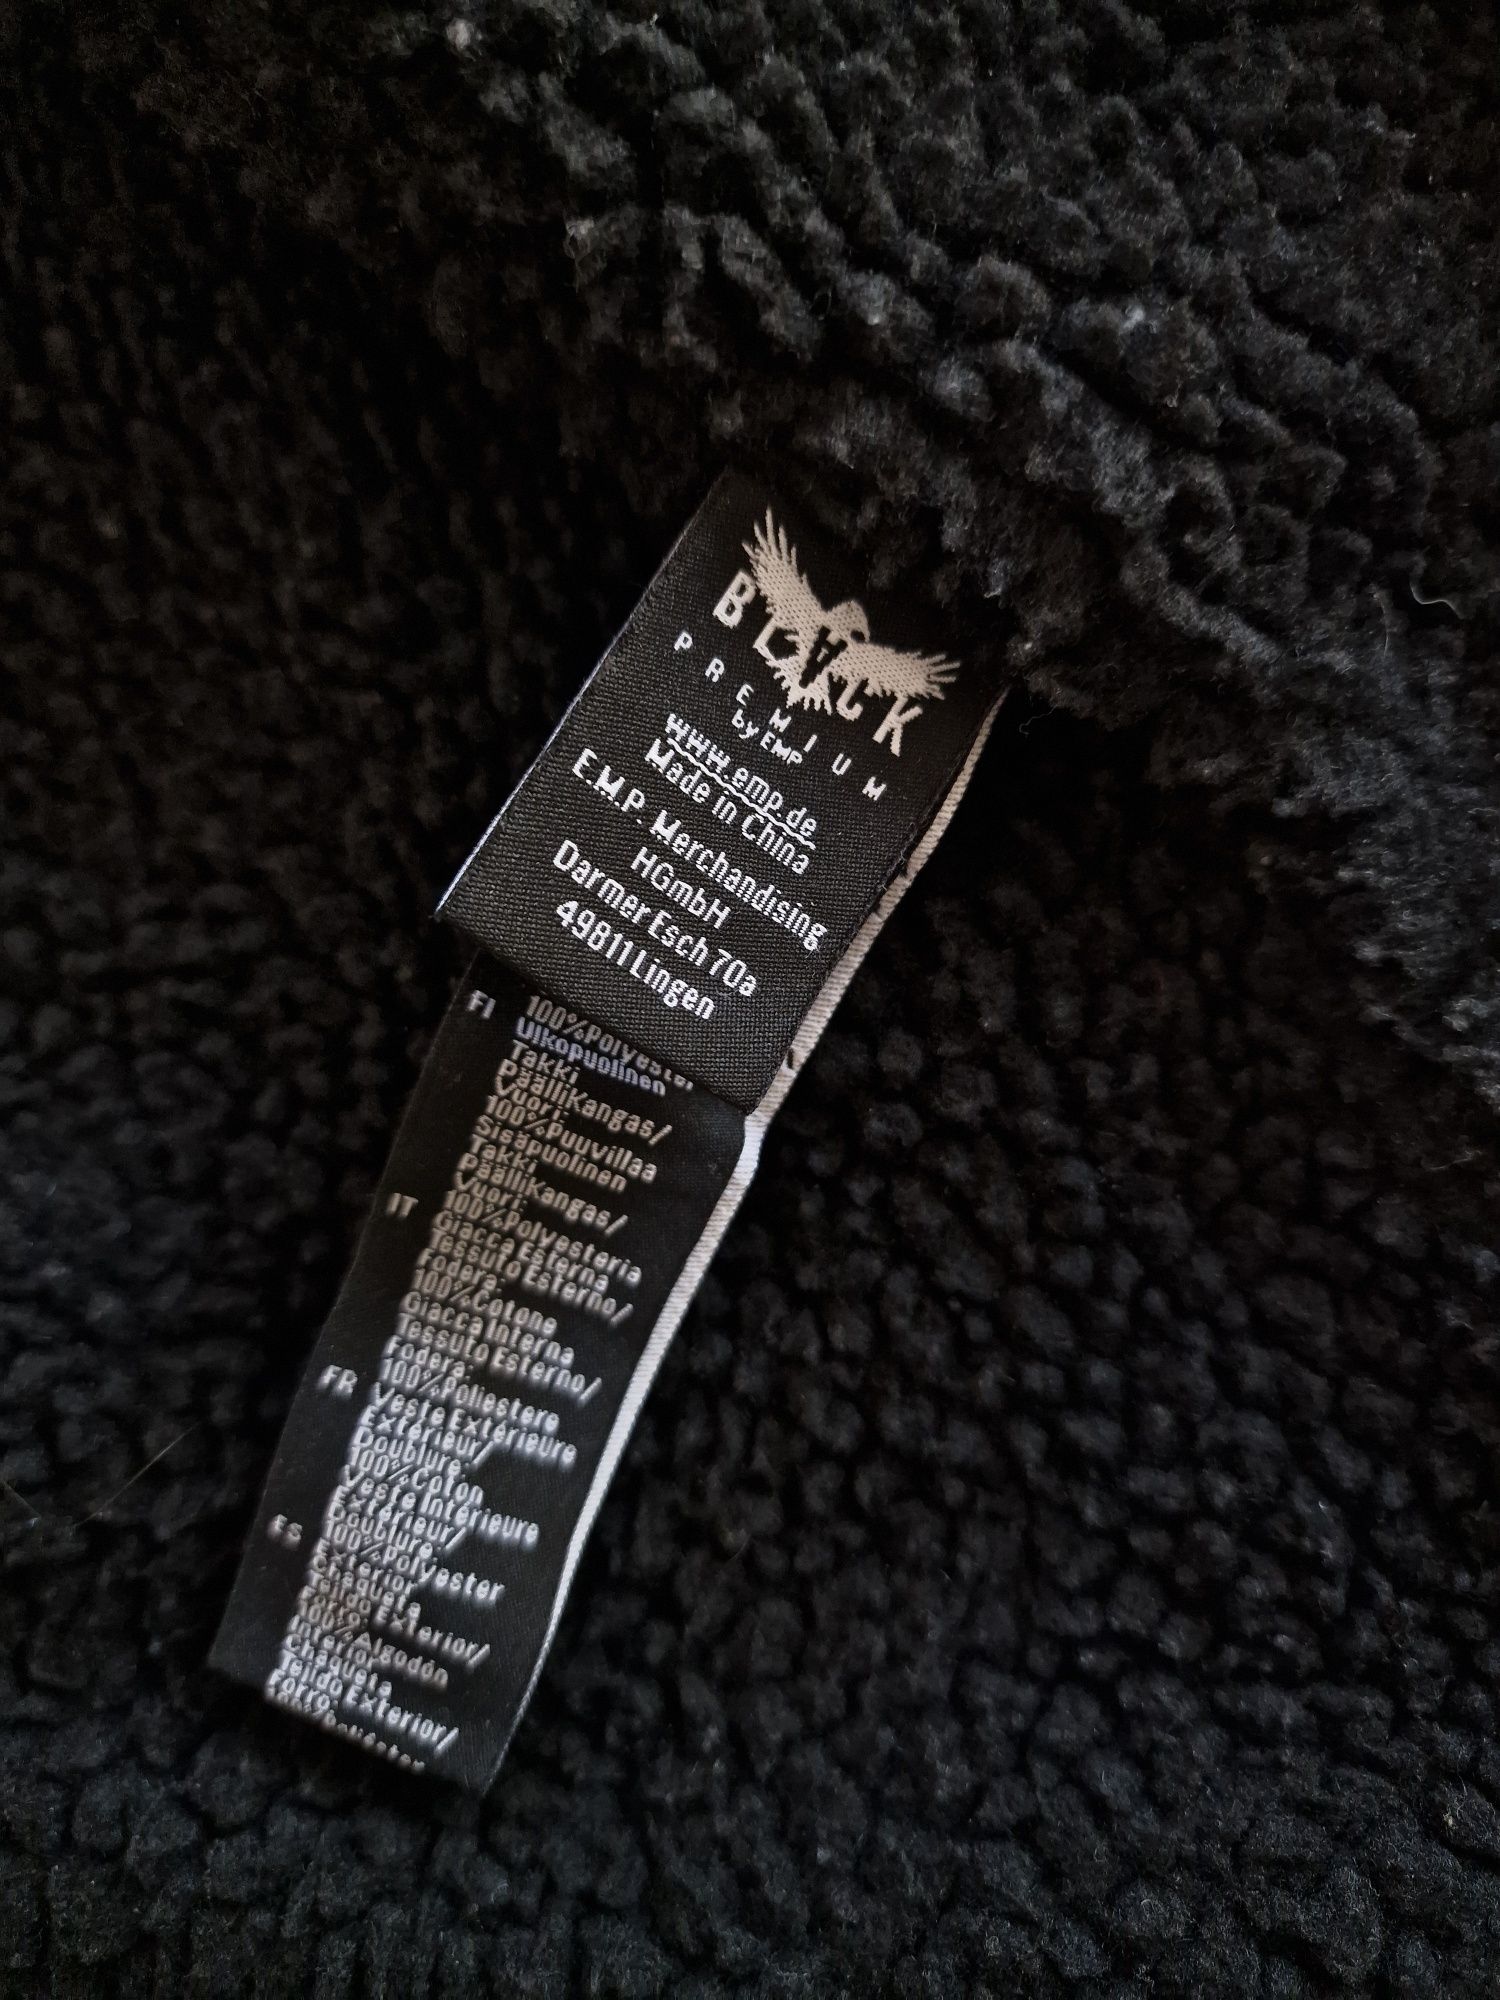 BLACK
PREMIUM
by EMP
www.emp.de
Made in China
E.M.P. Merchandising
HGmbH
Darmer Esch 70a
49811 Lingen
100%Polyester
FI Ulkopuolinen
Takki
PäälliKangas/
Vuori:
100%Puuvillaa
Sisäpuolinen
Takki
PäälliKangas/
Vuori:
100%Polyesteria
IT Giacca Esterna
Tessuto Esterno/
Fodera:
100%Cotone
Giacca Interna
Tessuto Esterno/
Fodera:
100%Poliestere
FR Veste Extérieure
Extérieur/
Doublure:
100%Coton
Veste Intérieure
Extérieur/
Doublure:
100%Polyester
ES Exterior
Chaqueta
Tejido Exterior/
Forro:
100%Algodón
Interior
Chaqueta
Tejido Exterior/
Forro:
100%Poliéster